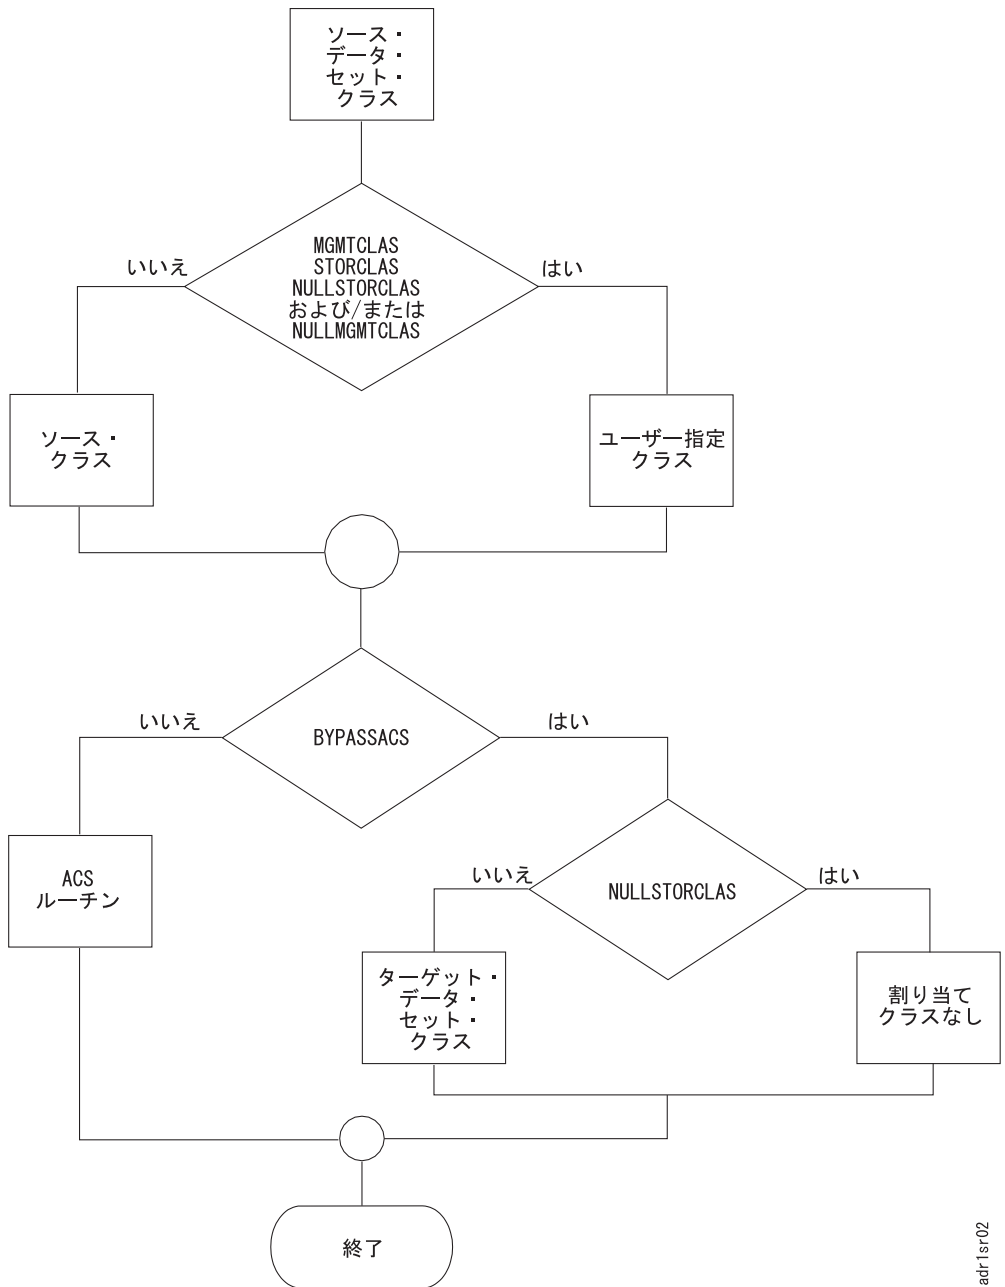 ソース・
データ・
セット・
クラス
MGMTCLAS
STORCLAS
NULLSTORCLAS
および/または
NULLMGMTCLAS
いいえ
はい
ソース・
クラス
ユーザー指定
クラス
いいえ
はい
BYPASSACS
ACS
ルーチン
いいえ
はい
NULLSTORCLAS
ターゲット・
データ・
セット・
クラス
割り当て
クラスなし
終了
adr1sr02